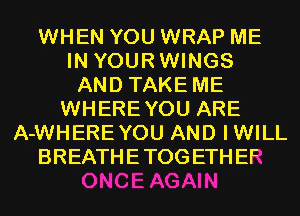 WHEN YOU WRAP ME
IN YOUR WINGS
AND TAKE ME
WHERE YOU ARE
A-WHERE YOU AND I WILL
BREATHE TOGETHER
ONCE AGAIN